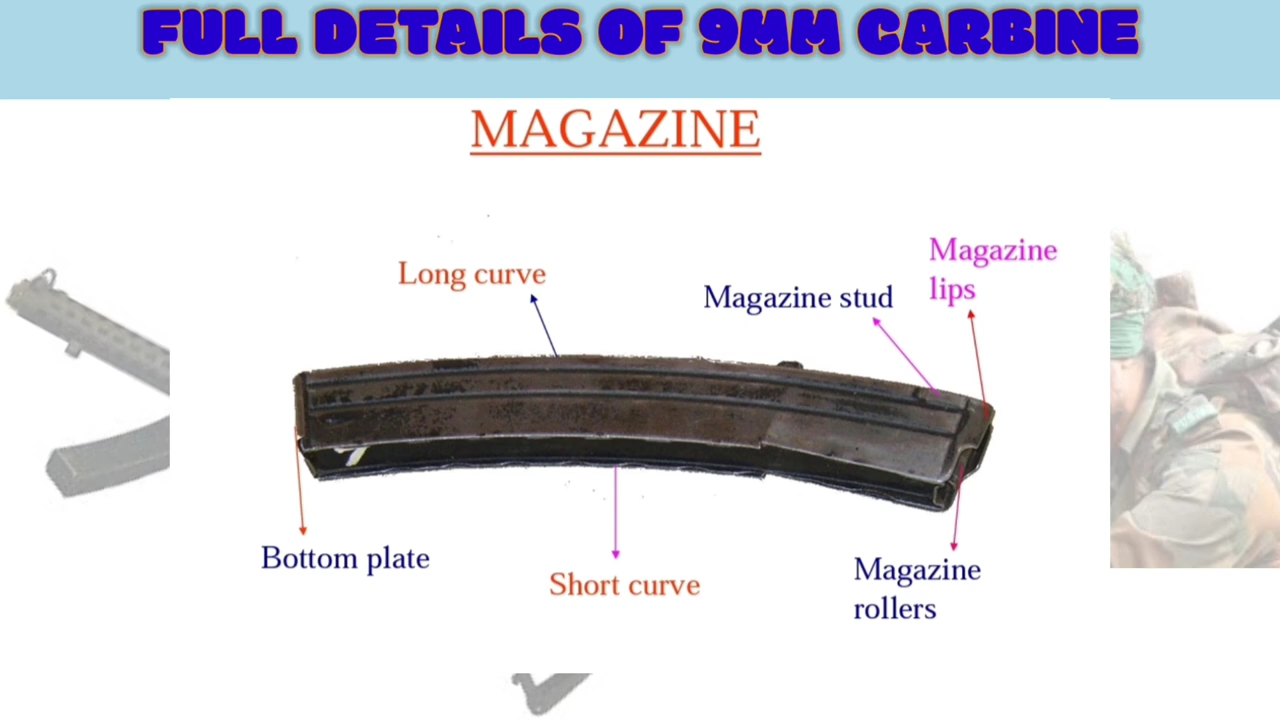 FULL DETAILS OF 9MM CARBINE
MAGAZINE
Magazine
lips
Long curve
Magazine stud
Bottom plate
Short curve
Magazine
rollers